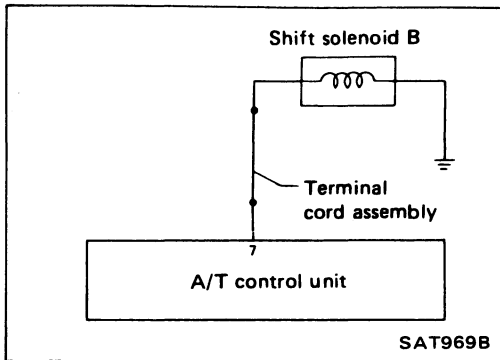 Shift solenoid B
Terminal
cord assembly
7
A/T control unit
SAT969B